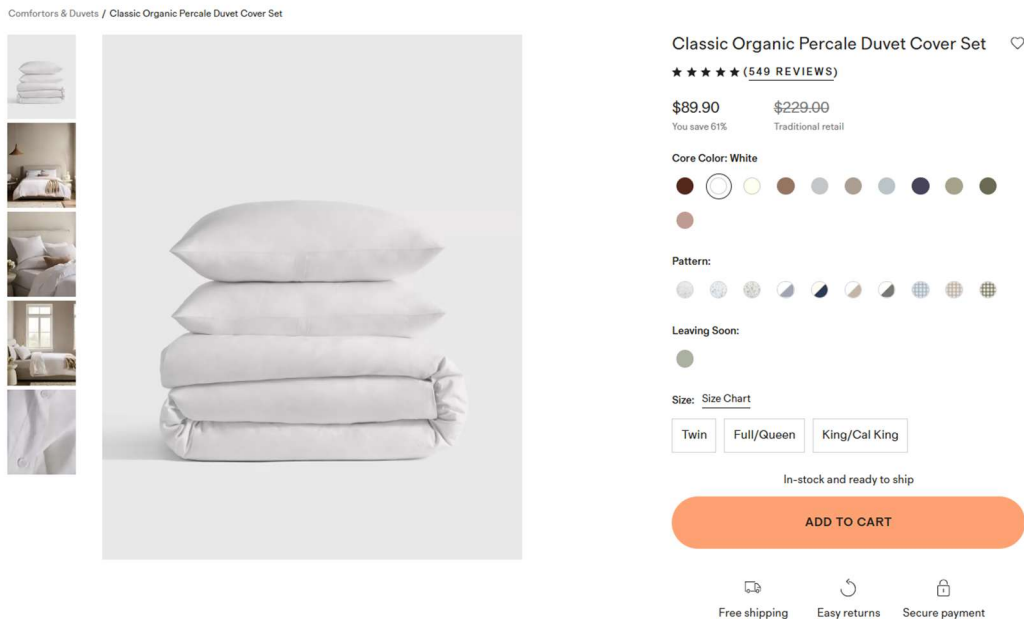 Comfortors & Duvets / Classic Organic Percale Duvet Cover Set
Classic Organic Percale Duvet Cover Set
(549 REVIEWS)
$89.90 $229.00
You save 61% Traditional retail
Core Color: White
Pattern:
Leaving Soon:
Size: Size Chart
Twin Full/Queen King/Cal King
In-stock and ready to ship
ADD TO CART
Free shipping Easy returns Secure payment